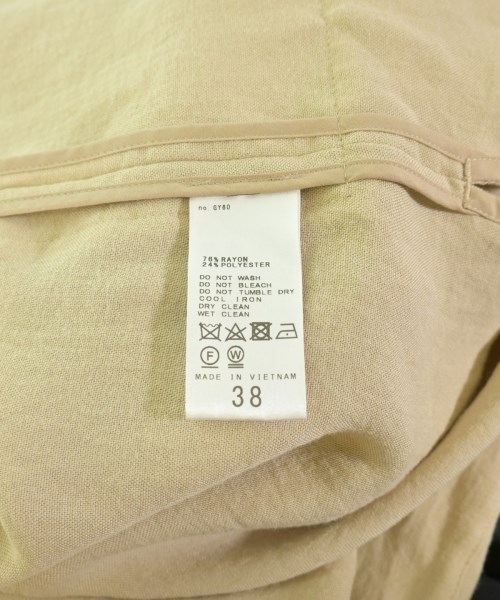 no. GY60
76% RAYON
24% POLYESTER
DO NOT WASH
DO NOT BLEACH
DO NOT TUMBLE DRY
COOL IRON
DRY CLEAN
WET CLEAN
F W
MADE IN VIETNAM
38